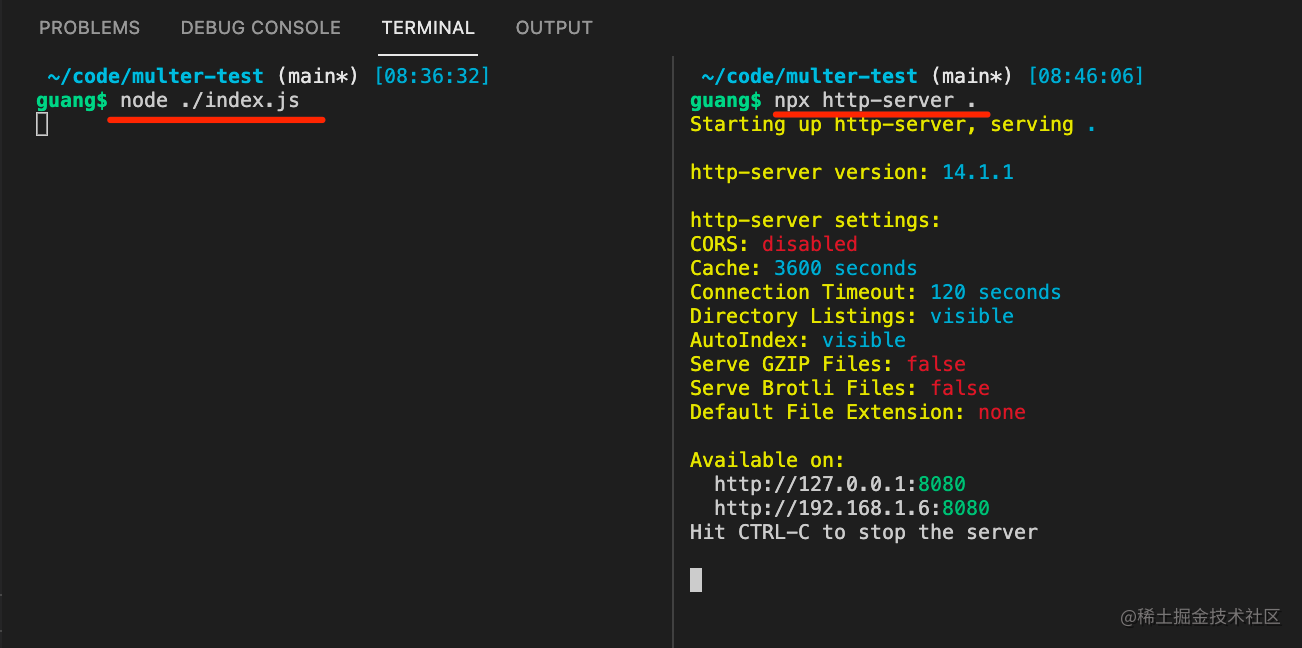 PROBLEMS DEBUG CONSOLE TERMINAL OUTPUT
~/code/multer-test (main*) [08:36:32]
guang$ node ./index.js
~/code/multer-test (main*) [08:46:06]
guang$ npx http-server .
Starting up http-server, serving .
http-server version: 14.1.1
http-server settings:
CORS: disabled
Cache: 3600 seconds
Connection Timeout: 120 seconds
Directory Listings: visible
AutoIndex: visible
Serve GZIP Files: false
Serve Brotli Files: false
Default File Extension: none
Available on:
http://127.0.0.1:8080
http://192.168.1.6:8080
Hit CTRL-C to stop the server
@稀土掘金技术社区